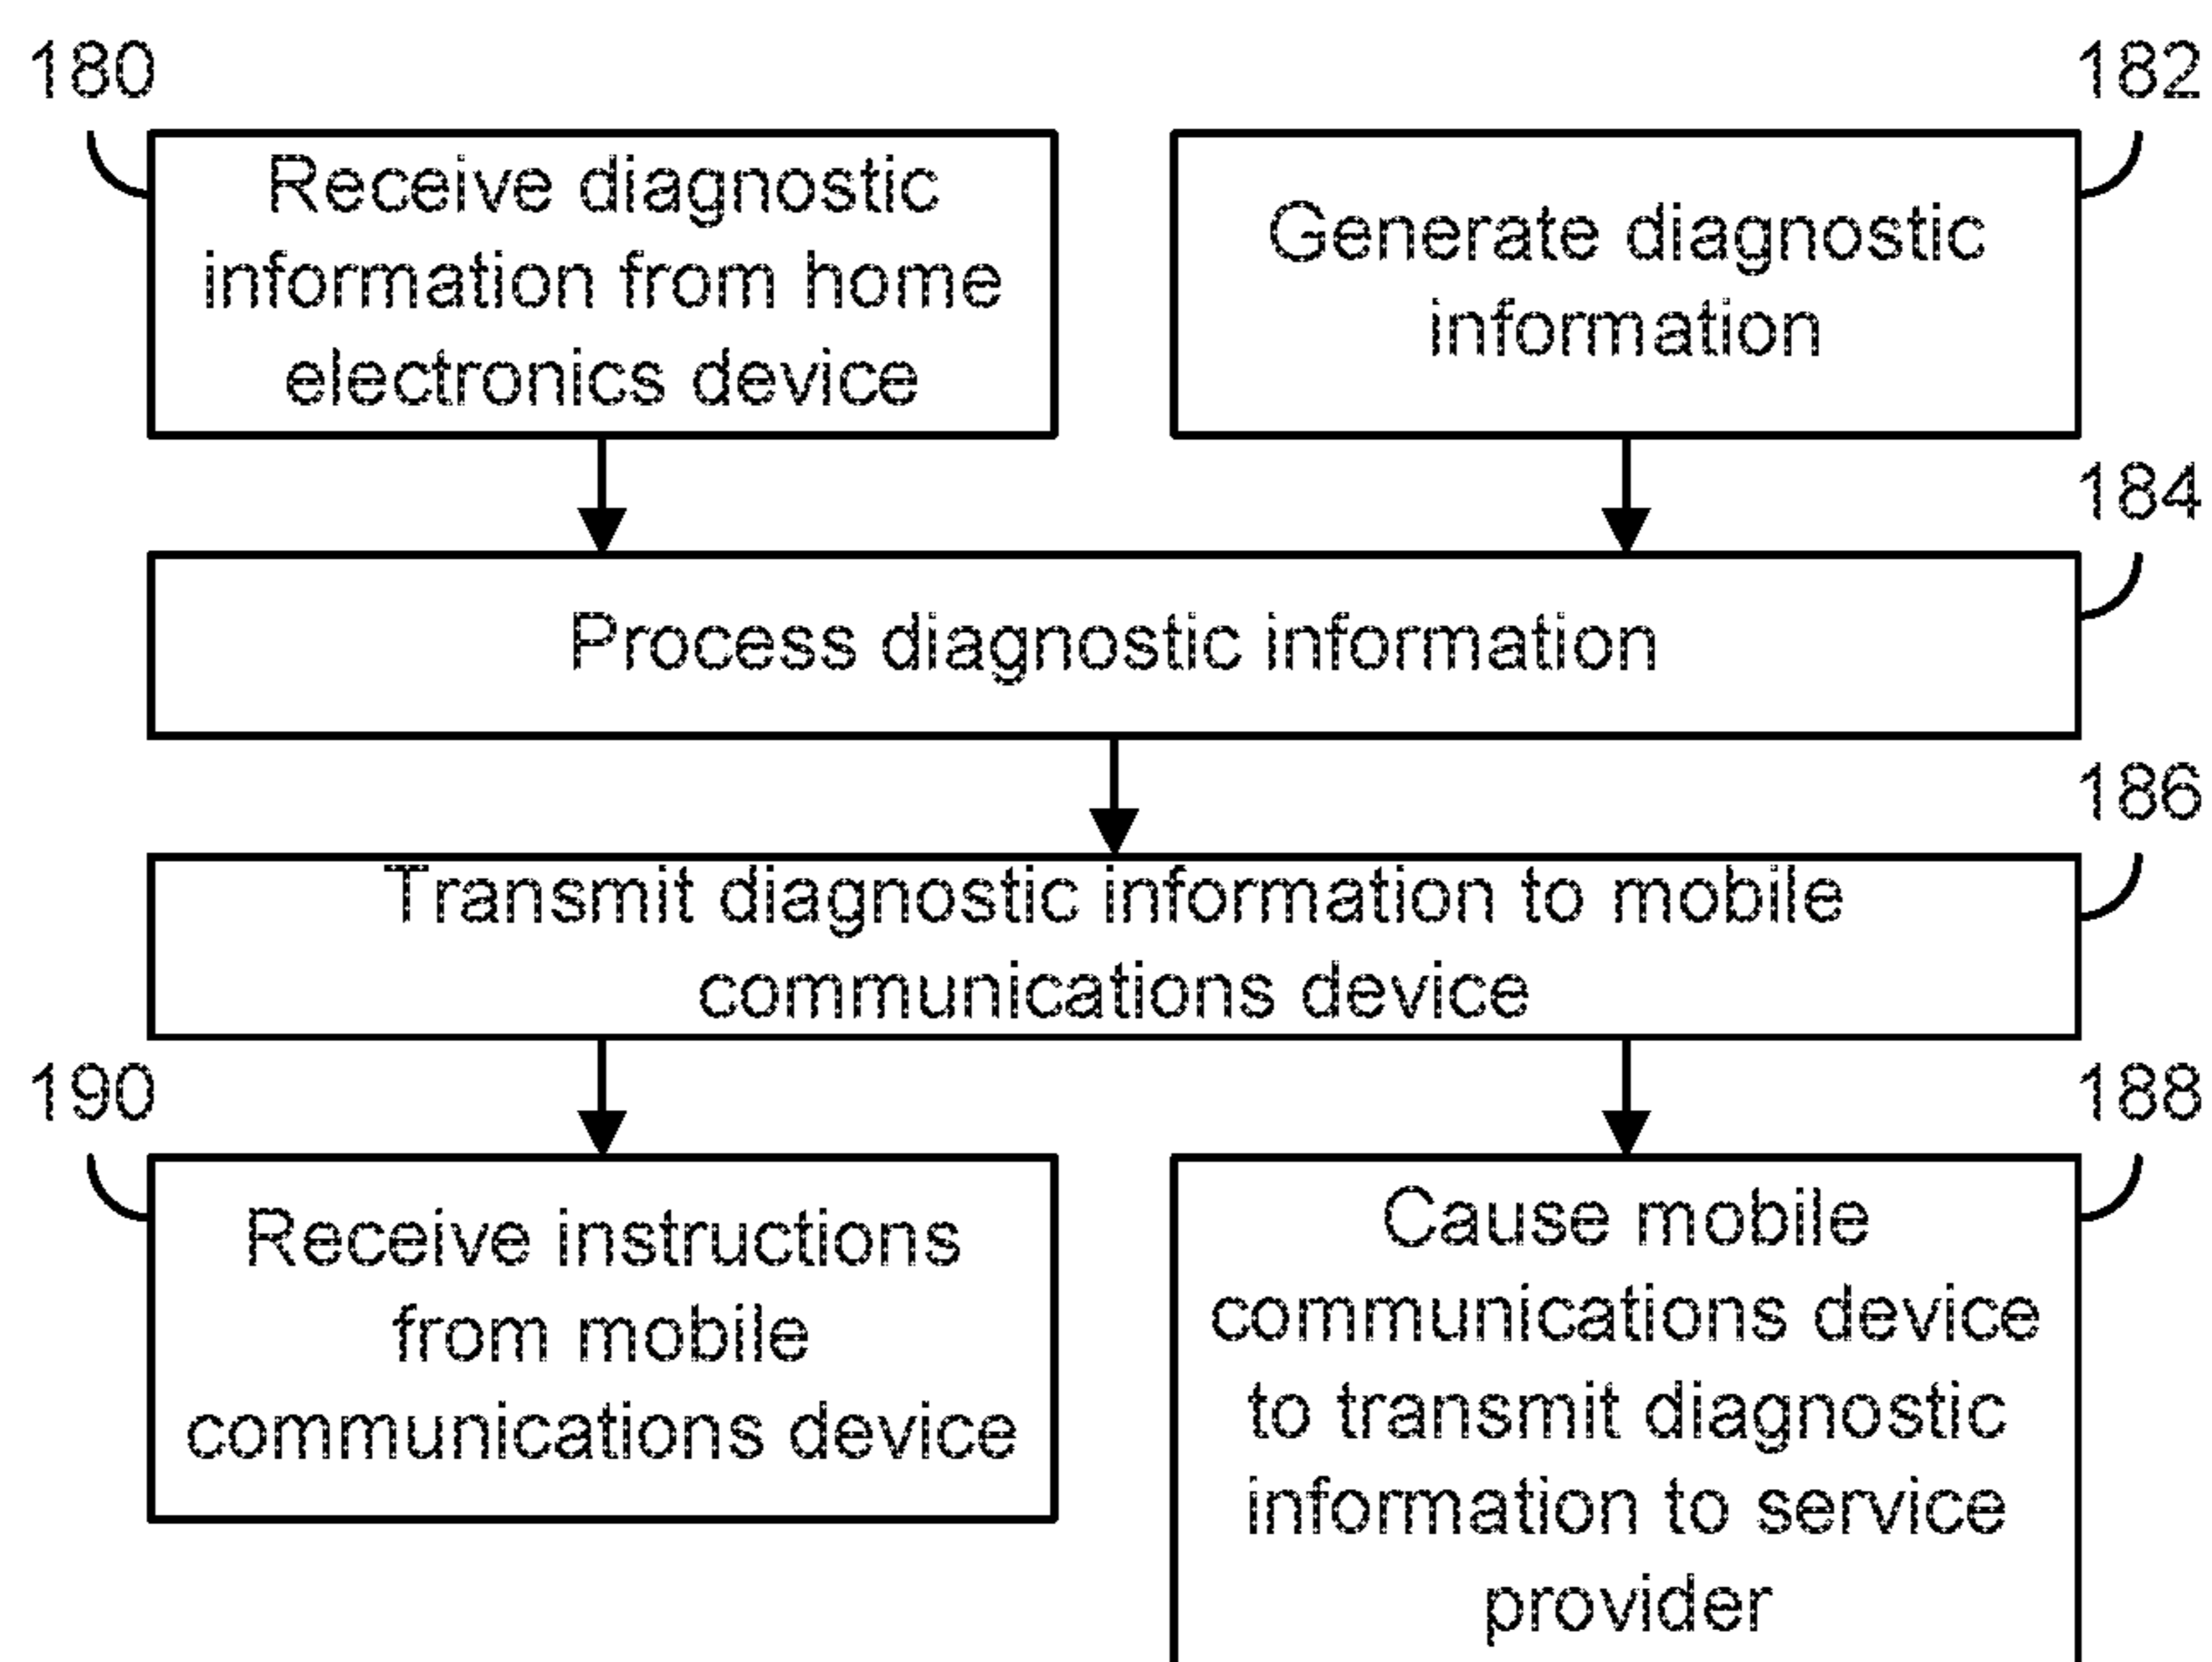 180
182
Receive diagnostic
information from home
electronics device
Generate diagnostic
information
184
Process diagnostic information
186
Transmit diagnostic information to mobile
communications device
190
188
Receive instructions
from mobile
communications device
Cause mobile
communications device
to transmit diagnostic
information to service
provider